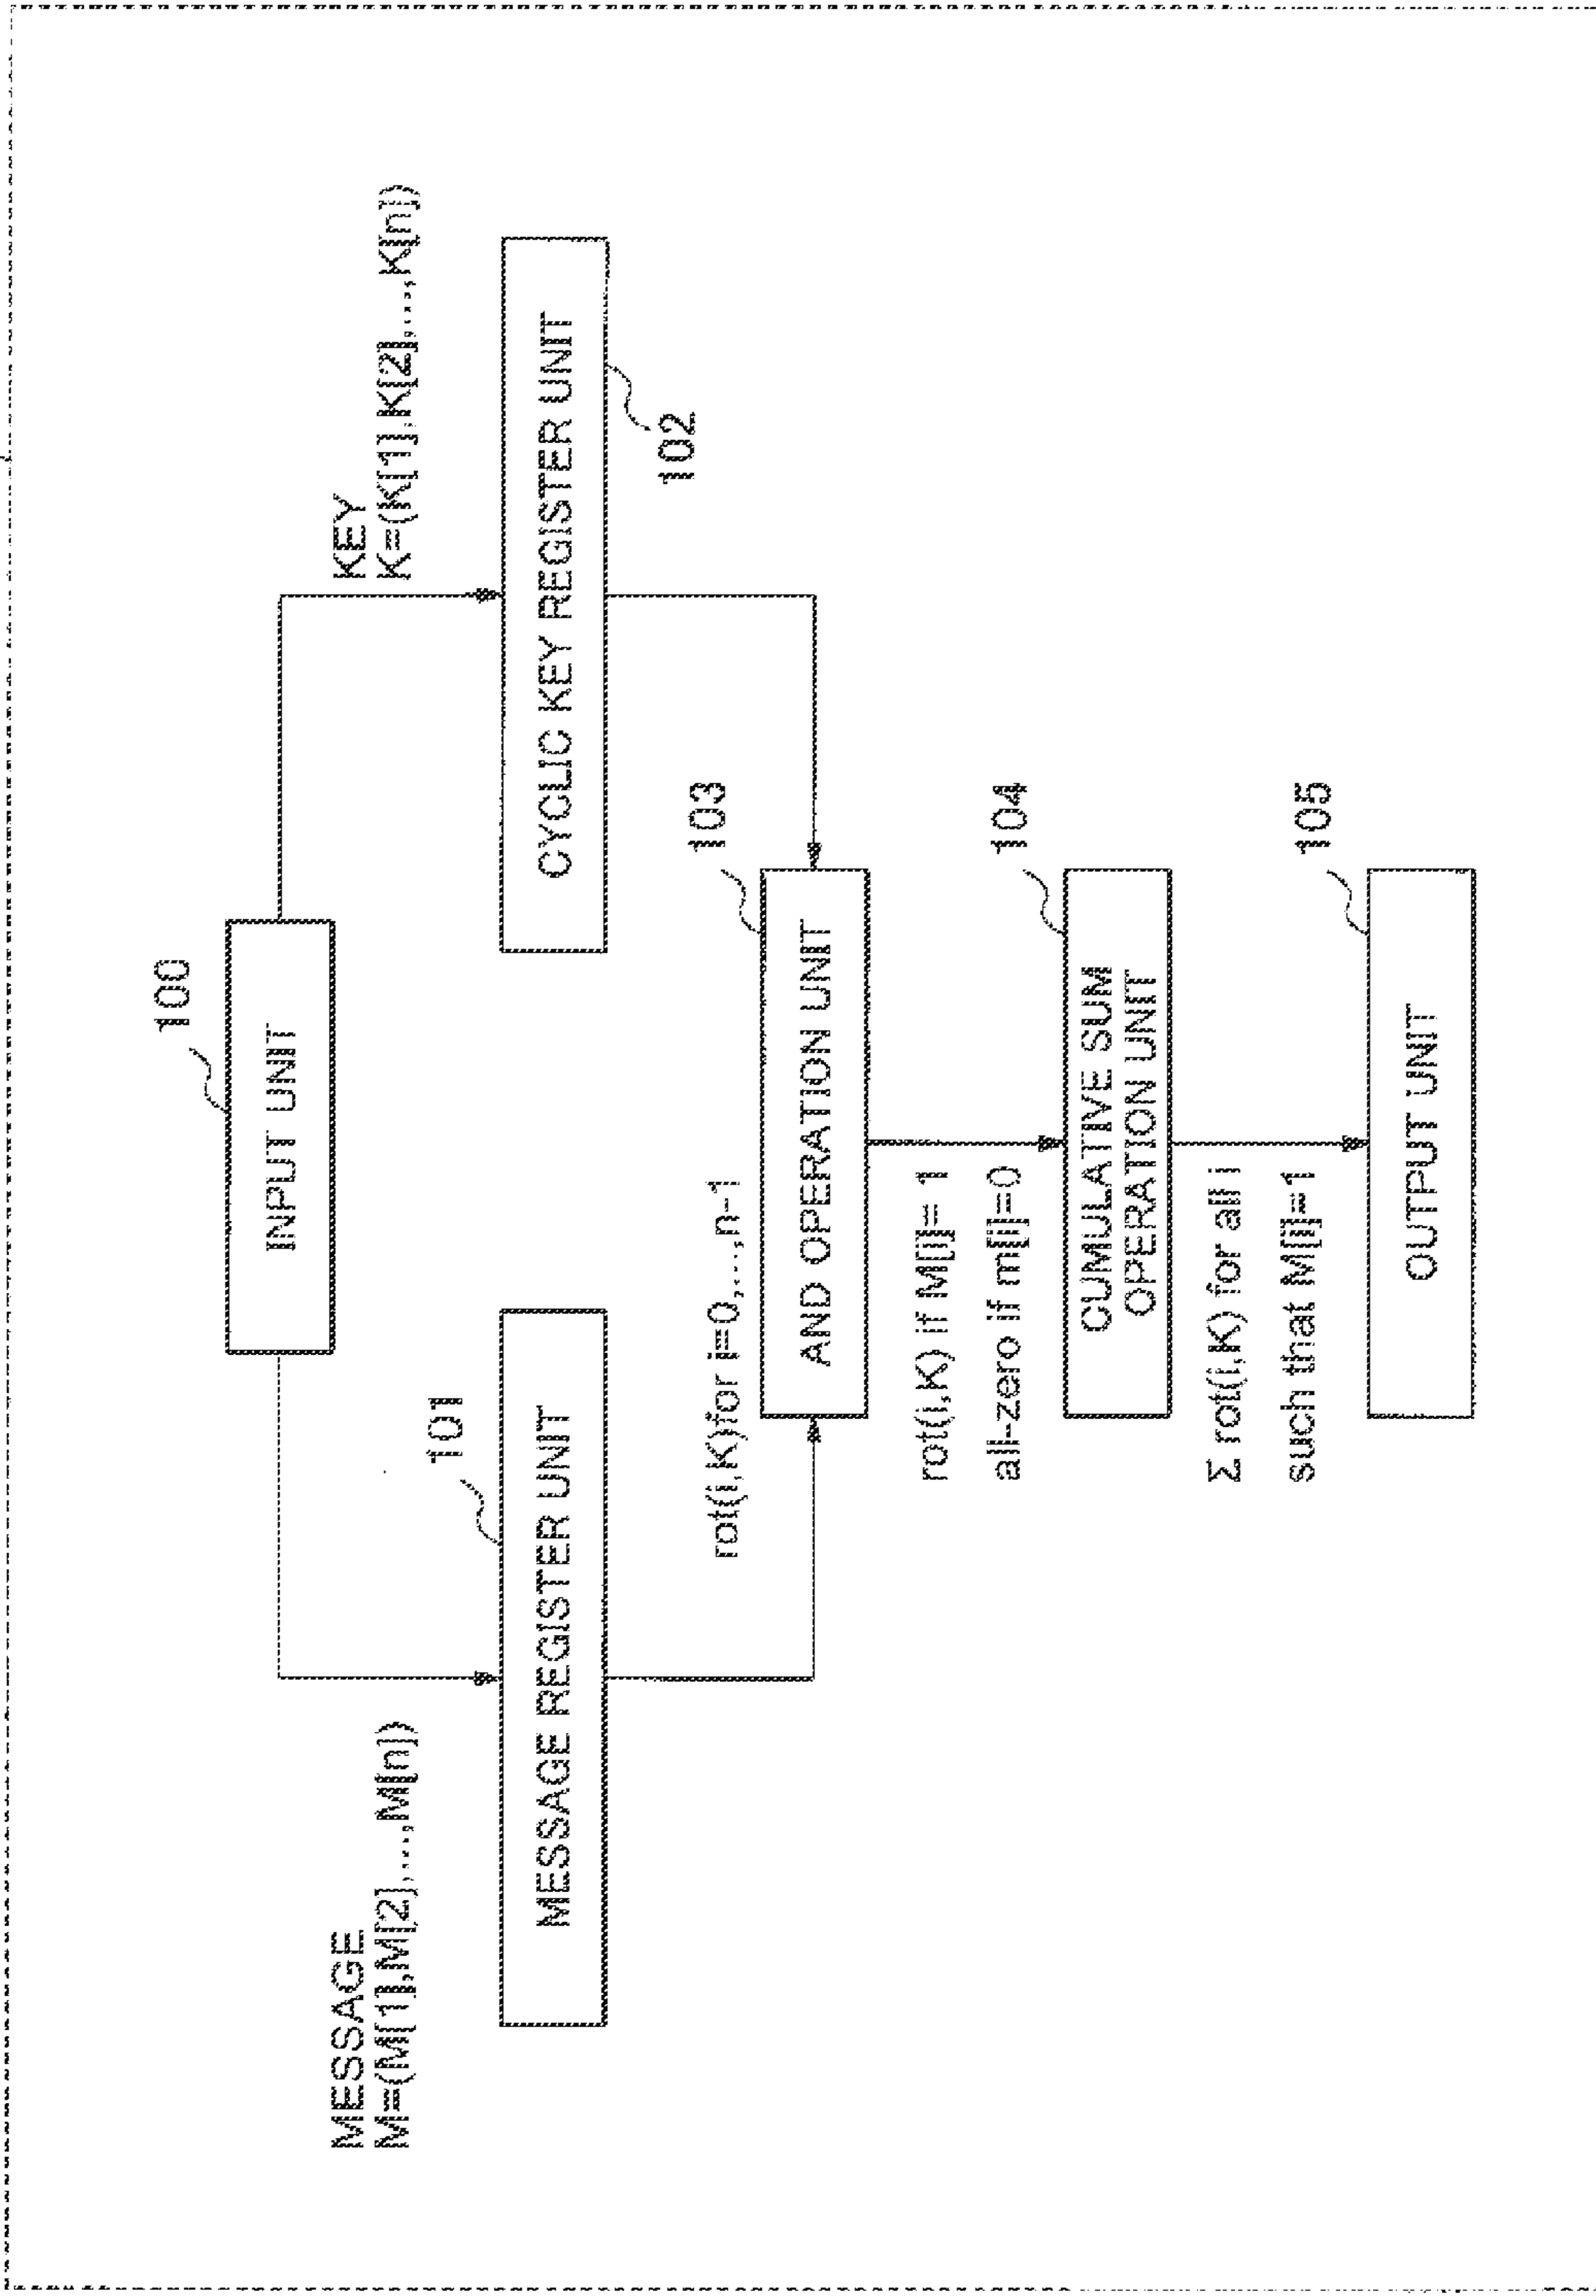 100
INPUT UNIT
MESSAGE
M=(M[1],M[2],...,M[n])
KEY
K=(K[1],K[2],...,K[n])
101
MESSAGE REGISTER UNIT
CYCLIC KEY REGISTER UNIT
102
rot(i,K)for i=0,...,n-1
103
AND OPERATION UNIT
rot(i,K) if M[i]= 1
all-zero if m[i]=0
104
CUMULATIVE SUM
OPERATION UNIT
Σ rot(i,K) for all i
such that M[i]=1
105
OUTPUT UNIT